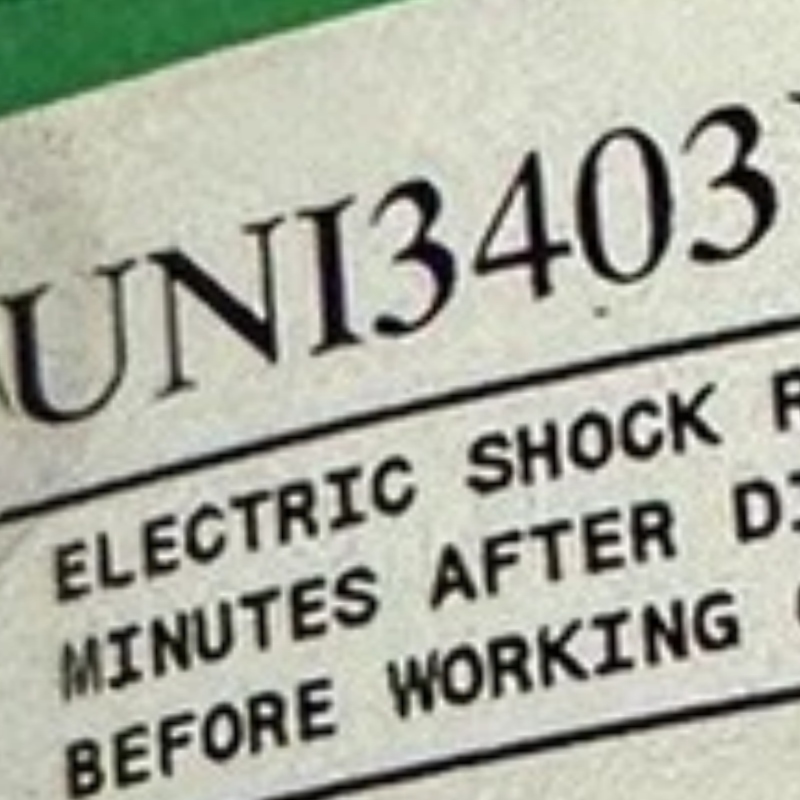 UNI3403
ELECTRIC SHOCK
MINUTES AFTER
BEFORE WORKING